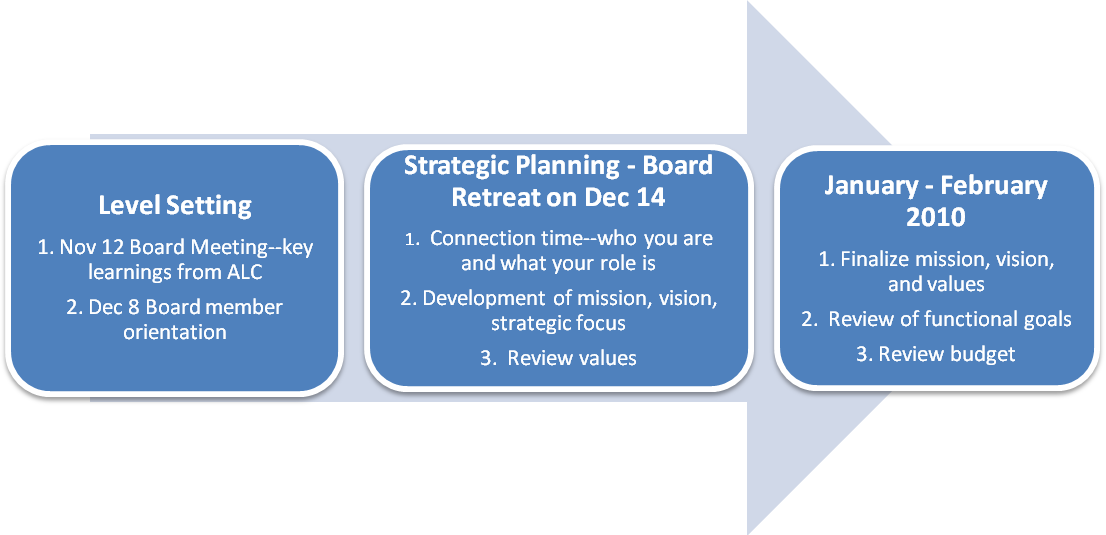 Level Setting
1. Nov 12 Board Meeting--key
learnings from ALC
2. Dec 8 Board member
orientation
Strategic Planning - Board
Retreat on Dec 14
1. Connection time--who you are
and what your role is
2. Development of mission, vision,
strategic focus
3. Review values
January - February
2010
1. Finalize mission, vision,
and values
2. Review of functional goals
3. Review budget